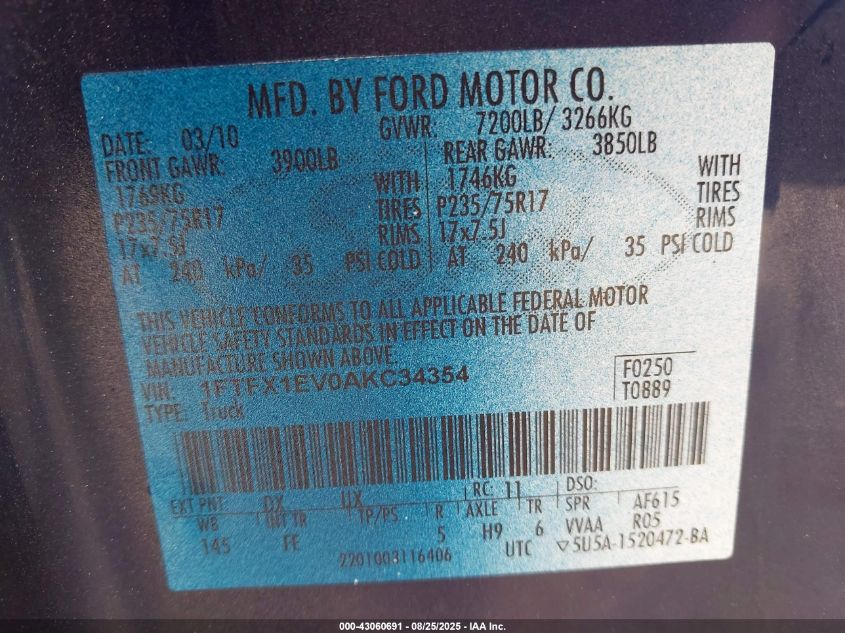 MFD. BY FORD MOTOR CO.
DATE: 03/10 GVWR: 7200LB/ 3266KG
FRONT GAWR: 3900LB REAR GAWR: 3850LB
1769KG WITH 1746KG WITH
P235/75R17 TIRES P235/75R17 TIRES
17x7.5J RIMS 17x7.5J RIMS
AT 240 kPa/ 35 PSI COLD AT 240 kPa/ 35 PSI COLD
THIS VEHICLE CONFORMS TO ALL APPLICABLE FEDERAL MOTOR
VEHICLE SAFETY STANDARDS IN EFFECT ON THE DATE OF
MANUFACTURE SHOWN ABOVE.
VIN: 1FTFX1EV0AKC34354 F0250
TYPE: Truck T0889
EXT PNT: DX UX RC: 11 DSO:
WB INT TR TP/PS R AXLE TR SPR AF615
145 FE 5 H9 6 VVAA R05
2201003116406 UTC ▽5U5A-1520472-BA
000-43060691 - 08/25/2025 - IAA Inc.